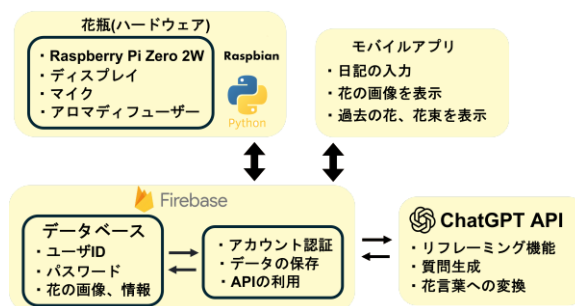 花瓶(ハードウェア)
・Raspberry Pi Zero 2W
・ディスプレイ
・マイク
・アロマディフューザー
Raspbian
Python
モバイルアプリ
・日記の入力
・花の画像を表示
・過去の花、花束を表示
Firebase
データベース
・ユーザID
・パスワード
・花の画像、情報
・アカウント認証
・データの保存
・APIの利用
ChatGPT API
・リフレーミング機能
・質問生成
・花言葉への変換